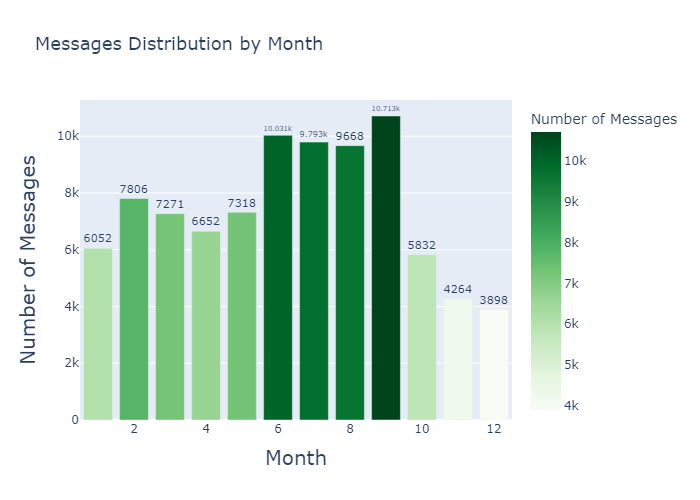 Messages Distribution by Month
Number of Messages
10.713k
10.031k
9.793k
9668
7806
7271
7318
6652
6052
5832
4264
3898
10k
8k
6k
4k
2k
0
2 4 6 8 10 12
Month
Number of Messages
10k
9k
8k
7k
6k
5k
4k